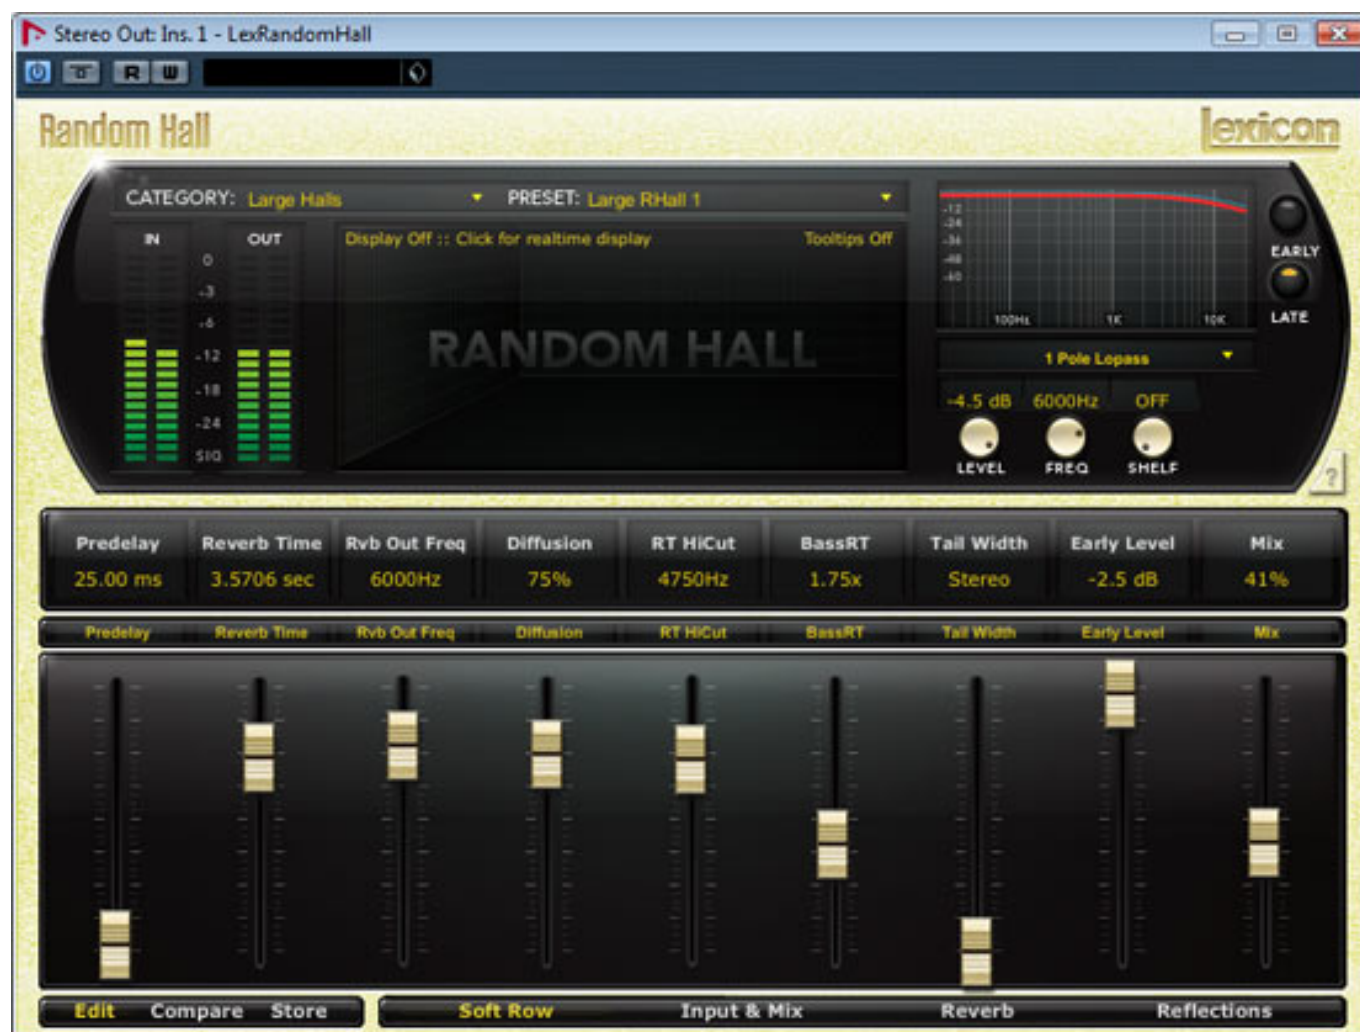 Stereo Out: Ins. 1 - LexRandomHall
R W
Random Hall
lexicon
CATEGORY: Large Halls PRESET: Large RHall 1
IN OUT
Display Off :: Click for realtime display Tooltips Off
0
-3
-6
-12
-18
-24
SIG
RANDOM HALL
-12
-24
-36
-48
-60
100Hz 1K 10K
EARLY
LATE
1 Pole Lopass
-4.5 dB 6000Hz OFF
LEVEL FREQ SHELF
?
Predelay Reverb Time Rvb Out Freq Diffusion RT HiCut BassRT Tail Width Early Level Mix
25.00 ms 3.5706 sec 6000Hz 75% 4750Hz 1.75x Stereo -2.5 dB 41%
Predelay Reverb Time Rvb Out Freq Diffusion RT HiCut BassRT Tail Width Early Level Mix
Edit Compare Store Soft Row Input & Mix Reverb Reflections